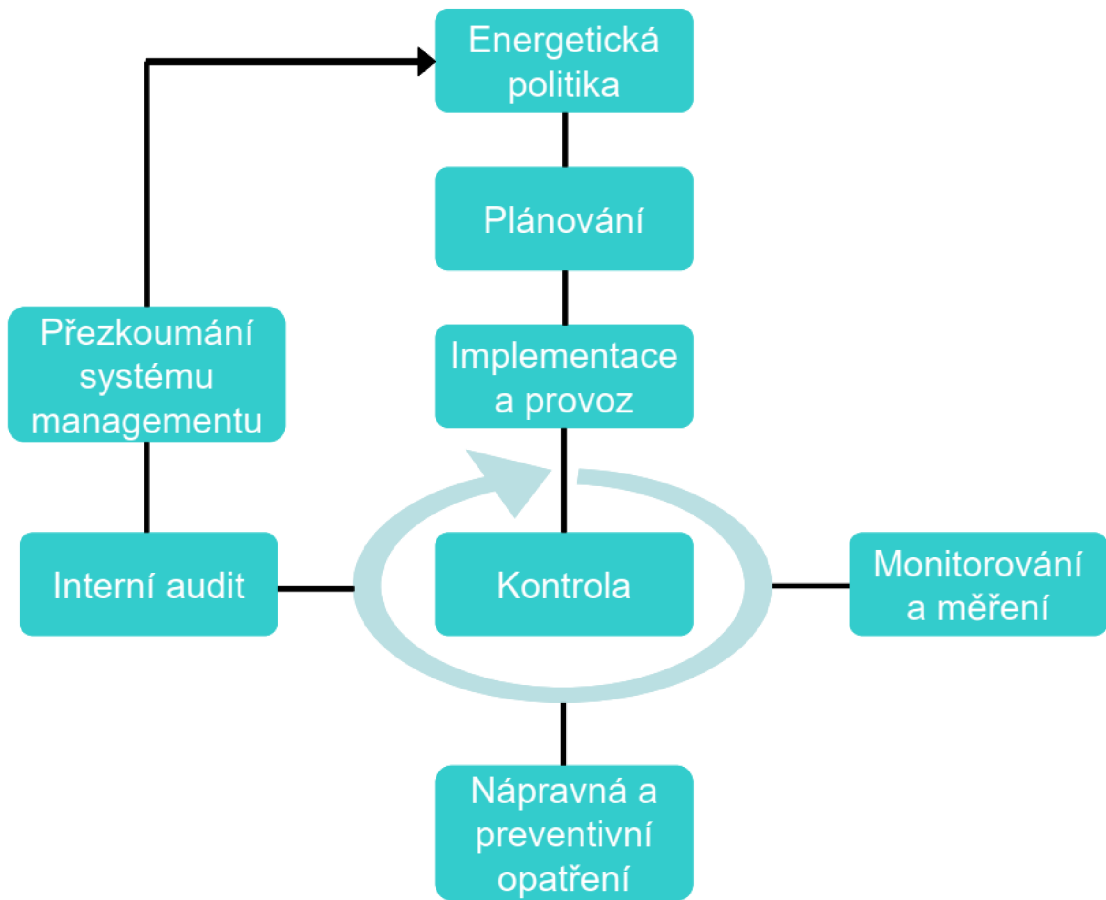 Energetická
politika
Plánování
Přezkoumání
systému
managementu
Implementace
a provoz
Interní audit
Kontrola
Monitorování
a měření
Nápravná a
preventivní
opatření